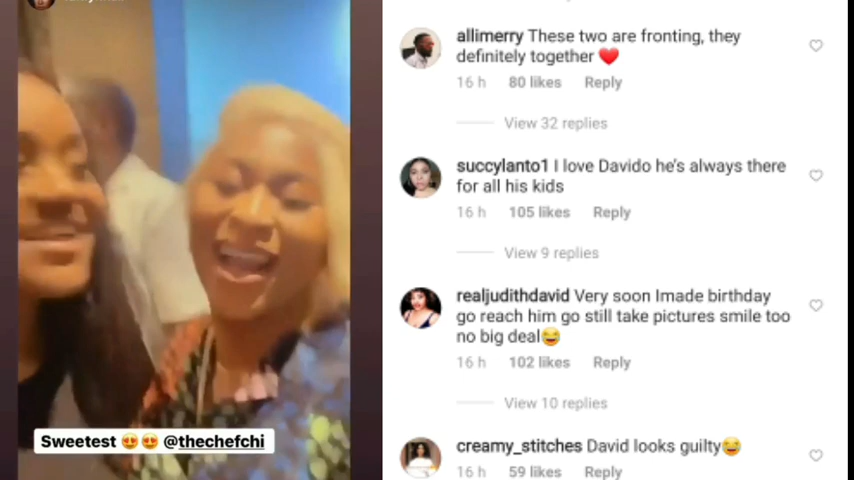 Sweetest 😍😍 @thechefchi
allimerry These two are fronting, they
definitely together ❤️
16 h 80 likes Reply
View 32 replies
succylanto1 I love Davido he's always there
for all his kids
16 h 105 likes Reply
View 9 replies
realjudithdavid Very soon Imade birthday
go reach him go still take pictures smile too
no big deal😂
16 h 102 likes Reply
View 10 replies
creamy_stitches David looks guilty😂
16 h 59 likes Reply